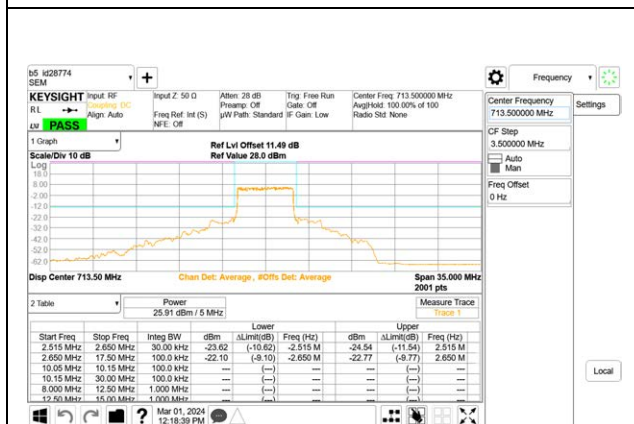 b5 id28774
SEM
+
Frequency
KEYSIGHT Input: RF Input Z: 50 Ω Atten: 28 dB Trig: Free Run Center Freq: 713.500000 MHz
RL Coupling: DC Preamp: Off Gate: Off Avg|Hold: 100.00% of 100
Align: Auto Freq Ref: Int (S) µW Path: Standard IF Gain: Low Radio Std: None
NFE: Off
PASS
Center Frequency
713.500000 MHz
Settings
CF Step
3.500000 MHz
Auto
Man
Freq Offset
0 Hz
1 Graph
Ref Lvl Offset 11.49 dB
Scale/Div 10 dB Ref Value 28.0 dBm
Log
18.0
8.00
-2.00
-12.0
-22.0
-32.0
-42.0
-52.0
-62.0
Disp Center 713.50 MHz Chan Det: Average , #Offs Det: Average Span 35.000 MHz
2001 pts
2 Table Power Measure Trace
25.91 dBm / 5 MHz Trace 1
Lower Upper
Start Freq Stop Freq Integ BW dBm ΔLimit(dB) Freq (Hz) dBm ΔLimit(dB) Freq (Hz)
2.515 MHz 2.650 MHz 30.00 kHz -23.62 (-10.62) -2.515 M -24.54 (-11.54) 2.515 M
2.650 MHz 17.50 MHz 100.0 kHz -22.10 (-9.10) -2.650 M -22.77 (-9.77) 2.650 M
10.05 MHz 10.15 MHz 100.0 kHz --- (---) --- --- (---) ---
10.15 MHz 30.00 MHz 100.0 kHz --- (---) --- --- (---) ---
8.000 MHz 12.50 MHz 1.000 MHz --- (---) --- --- (---) ---
12.50 MHz 15.00 MHz 1.000 MHz --- (---) --- --- (---) ---
Local
? Mar 01, 2024
12:18:39 PM